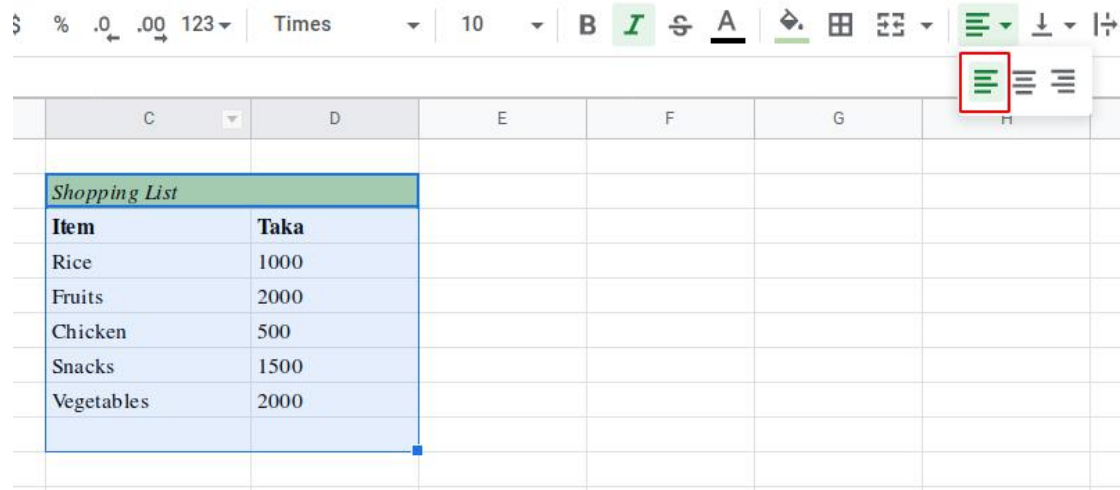 $ % .0 .00 123 Times 10 B I S A
C D E F G H
Shopping List
Item Taka
Rice 1000
Fruits 2000
Chicken 500
Snacks 1500
Vegetables 2000